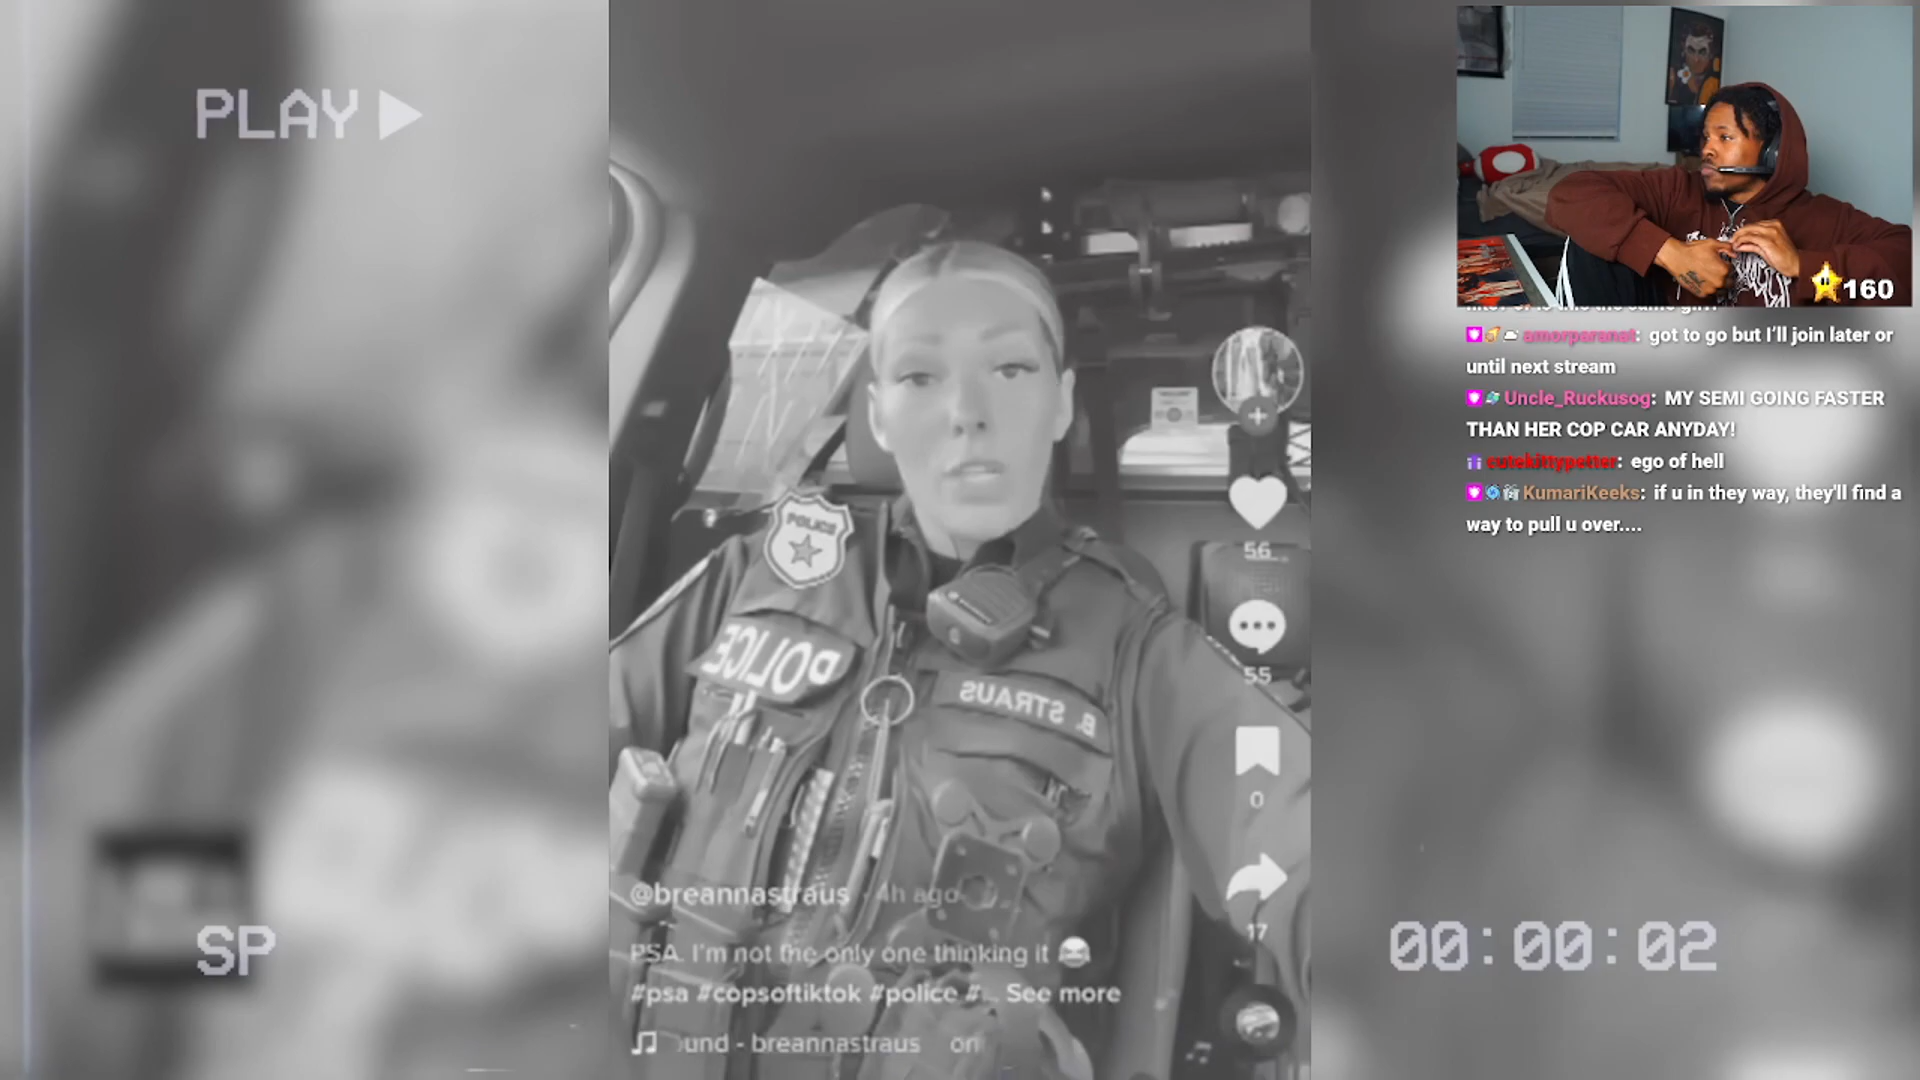 PLAY
160
amorparanat: got to go but I'll join later or
until next stream
Uncle_Ruckusog: MY SEMI GOING FASTER
THAN HER COP CAR ANYDAY!
cutekittypetter: ego of hell
KumariKeeks: if u in they way, they'll find a
way to pull u over....
POLICE
POLICE
B. STRAUS
56
55
0
17
@breannastraus · 4h ago
PSA. I'm not the only one thinking it
#psa #copsoftiktok #police #... See more
und - breannastraus
SP
00:00:02